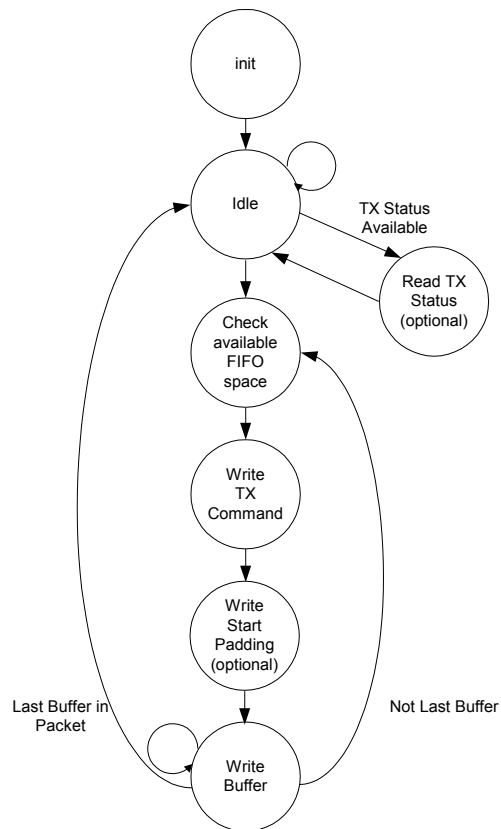 init
Idle
TX Status
Available
Read TX
Status
(optional)
Check
available
FIFO
space
Write
TX
Command
Write
Start
Padding
(optional)
Last Buffer in
Packet
Not Last Buffer
Write
Buffer